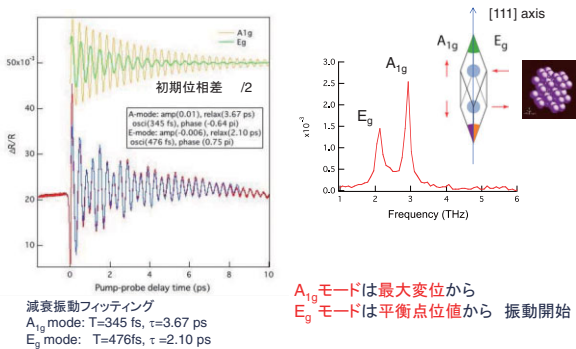 A1g
Eg
50x10⁻³
40
30
20
10
ΔR/R
初期位相差 /2
A-mode: amp(0.01), relax(3.67 ps)
osci(345 fs), phase (-0.64 pi)
E-mode: amp(-0.006), relax(2.10 ps)
osci(476 fs), phase (0.75 pi)
0 2 4 6 8 10
Pump-probe delay time (ps)
減衰振動フィッティング
A1g mode: T=345 fs, τ=3.67 ps
Eg mode: T=476fs, τ=2.10 ps
[111] axis
A1g
Eg
A1g
Eg
3.0
2.5
2.0
1.5
1.0
0.5
0.0
x10⁻³
1 2 3 4 5 6
Frequency (THz)
A1gモードは最大変位から
Eg モードは平衡点位値から 振動開始